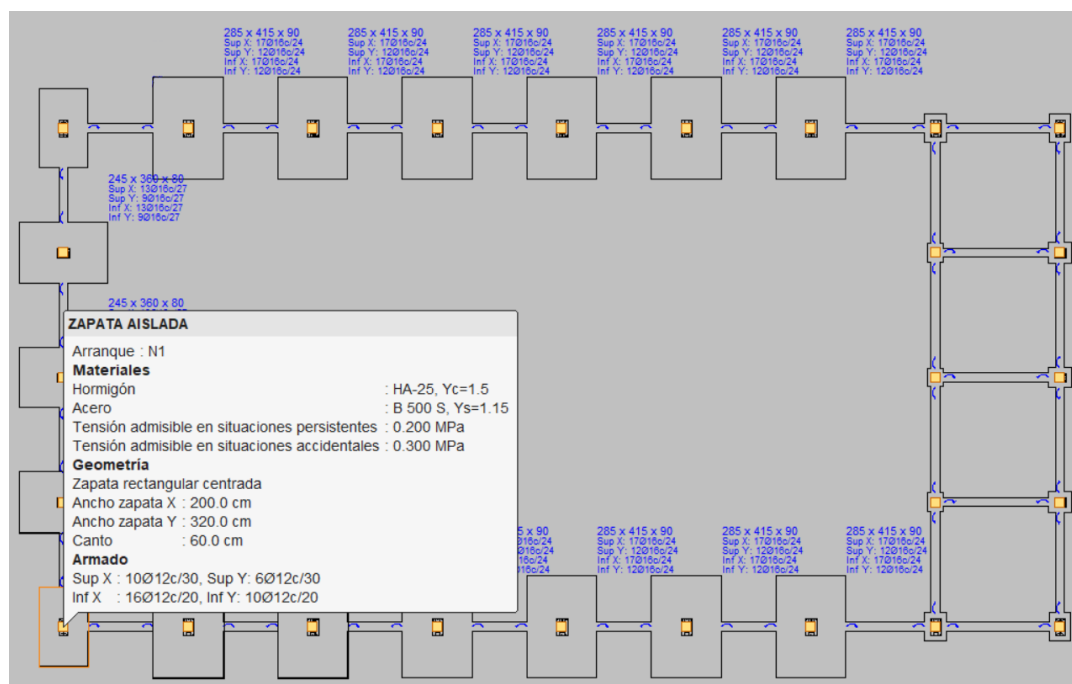 285 x 415 x 90
Sup X: 17Ø16c/24
Sup Y: 12Ø16c/24
Inf X: 17Ø16c/24
Inf Y: 12Ø16c/24
285 x 415 x 90
Sup X: 17Ø16c/24
Sup Y: 12Ø16c/24
Inf X: 17Ø16c/24
Inf Y: 12Ø16c/24
285 x 415 x 90
Sup X: 17Ø16c/24
Sup Y: 12Ø16c/24
Inf X: 17Ø16c/24
Inf Y: 12Ø16c/24
285 x 415 x 90
Sup X: 17Ø16c/24
Sup Y: 12Ø16c/24
Inf X: 17Ø16c/24
Inf Y: 12Ø16c/24
285 x 415 x 90
Sup X: 17Ø16c/24
Sup Y: 12Ø16c/24
Inf X: 17Ø16c/24
Inf Y: 12Ø16c/24
285 x 415 x 90
Sup X: 17Ø16c/24
Sup Y: 12Ø16c/24
Inf X: 17Ø16c/24
Inf Y: 12Ø16c/24
245 x 360 x 80
Sup X: 13Ø16c/27
Sup Y: 9Ø16c/27
Inf X: 13Ø16c/27
Inf Y: 9Ø16c/27
245 x 360 x 80
ZAPATA AISLADA
Arranque : N1
Materiales
Hormigón : HA-25, Yc=1.5
Acero : B 500 S, Ys=1.15
Tensión admisible en situaciones persistentes : 0.200 MPa
Tensión admisible en situaciones accidentales : 0.300 MPa
Geometría
Zapata rectangular centrada
Ancho zapata X : 200.0 cm
Ancho zapata Y : 320.0 cm
Canto : 60.0 cm
Armado
Sup X : 10Ø12c/30, Sup Y: 6Ø12c/30
Inf X : 16Ø12c/20, Inf Y: 10Ø12c/20
5 x 90
285 x 415 x 90
Sup X: 17Ø16c/24
Sup Y: 12Ø16c/24
Inf X: 17Ø16c/24
Inf Y: 12Ø16c/24
285 x 415 x 90
Sup X: 17Ø16c/24
Sup Y: 12Ø16c/24
Inf X: 17Ø16c/24
Inf Y: 12Ø16c/24
285 x 415 x 90
Sup X: 17Ø16c/24
Sup Y: 12Ø16c/24
Inf X: 17Ø16c/24
Inf Y: 12Ø16c/24